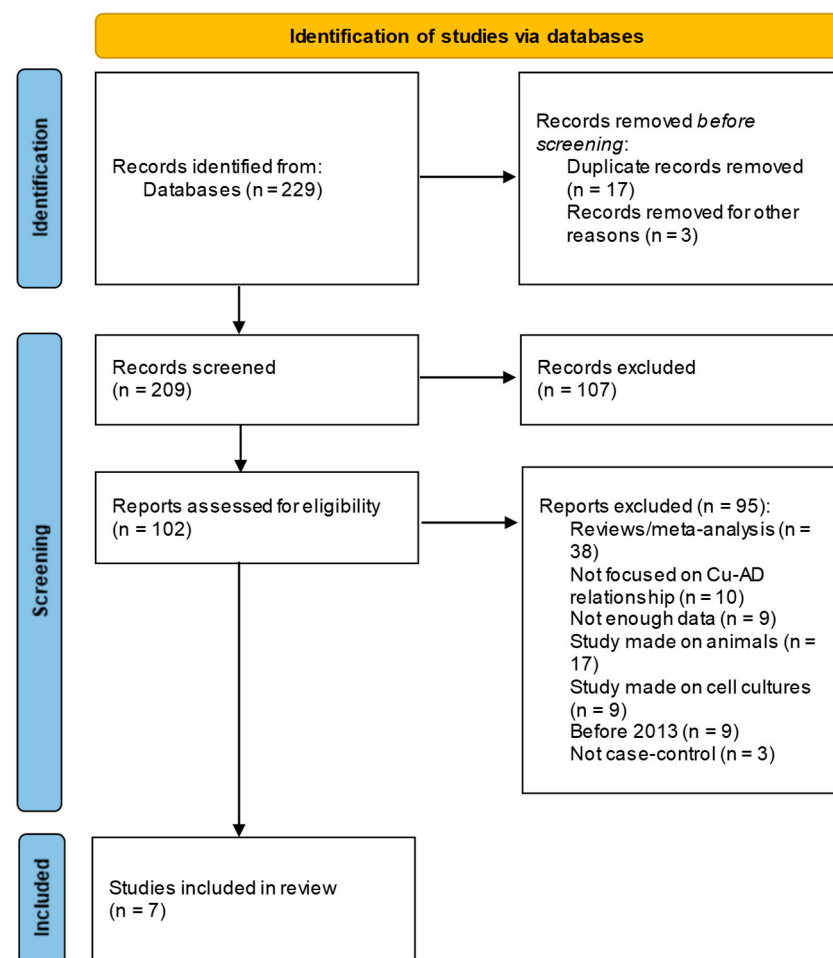 Identification of studies via databases
Identification
Records identified from:
Databases (n = 229)
Records removed before
screening:
Duplicate records removed
(n = 17)
Records removed for other
reasons (n = 3)
Screening
Records screened
(n = 209)
Records excluded
(n = 107)
Reports assessed for eligibility
(n = 102)
Reports excluded (n = 95):
Reviews/meta-analysis (n =
38)
Not focused on Cu-AD
relationship (n = 10)
Not enough data (n = 9)
Study made on animals (n =
17)
Study made on cell cultures
(n = 9)
Before 2013 (n = 9)
Not case-control (n = 3)
Included
Studies included in review
(n = 7)